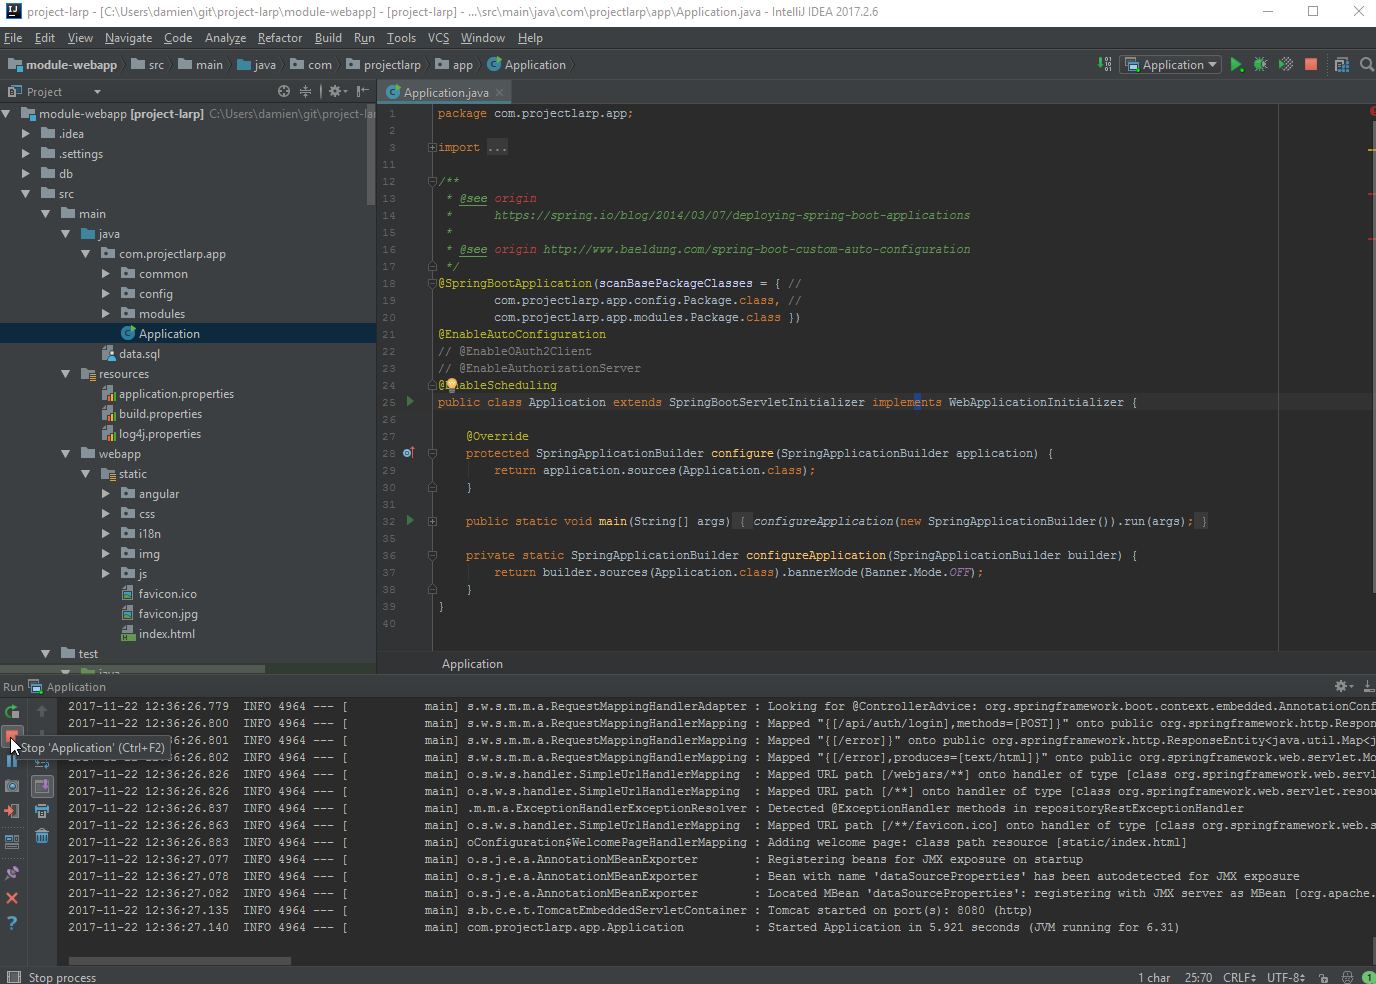 project-larp - [C:\Users\damien\git\project-larp\module-webapp] - [project-larp] - ...\src\main\java\com\projectlarp\app\Application.java - IntelliJ IDEA 2017.2.6
File Edit View Navigate Code Analyze Refactor Build Run Tools VCS Window Help
module-webapp src main java com projectlarp app Application Application
Project Application.java
module-webapp [project-larp] C:\Users\damien\git\project-lar
.idea
.settings
db
src
main
java
com.projectlarp.app
common
config
modules
Application
data.sql
resources
application.properties
build.properties
log4j.properties
webapp
static
angular
css
i18n
img
js
favicon.ico
favicon.jpg
index.html
test
java
1 package com.projectlarp.app;
2
3 import ...
11
12 /**
13 * @see origin
14 * https://spring.io/blog/2014/03/07/deploying-spring-boot-applications
15 *
16 * @see origin http://www.baeldung.com/spring-boot-custom-auto-configuration
17 */
18 @SpringBootApplication(scanBasePackageClasses = { //
19 com.projectlarp.app.config.Package.class, //
20 com.projectlarp.app.modules.Package.class })
21 @EnableAutoConfiguration
22 // @EnableOAuth2Client
23 // @EnableAuthorizationServer
24 @EnableScheduling
25 public class Application extends SpringBootServletInitializer implements WebApplicationInitializer {
26
27 @Override
28 protected SpringApplicationBuilder configure(SpringApplicationBuilder application) {
29 return application.sources(Application.class);
30 }
31
32 public static void main(String[] args) { configureApplication(new SpringApplicationBuilder()).run(args); }
35
36 private static SpringApplicationBuilder configureApplication(SpringApplicationBuilder builder) {
37 return builder.sources(Application.class).bannerMode(Banner.Mode.OFF);
38 }
39 }
40
Application
Run Application
2017-11-22 12:36:26.779 INFO 4964 --- [ main] s.w.s.m.m.a.RequestMappingHandlerAdapter : Looking for @ControllerAdvice: org.springframework.boot.context.embedded.AnnotationConf
2017-11-22 12:36:26.800 INFO 4964 --- [ main] s.w.s.m.m.a.RequestMappingHandlerMapping : Mapped "{[/api/auth/login],methods=[POST]}" onto public org.springframework.http.Respon
2017-11-22 12:36:26.801 INFO 4964 --- [ main] s.w.s.m.m.a.RequestMappingHandlerMapping : Mapped "{[/error]}" onto public org.springframework.http.ResponseEntity<java.util.Map<j
Stop 'Application' (Ctrl+F2)
26.802 INFO 4964 --- [ main] s.w.s.m.m.a.RequestMappingHandlerMapping : Mapped "{[/error],produces=[text/html]}" onto public org.springframework.web.servlet.Mo
2017-11-22 12:36:26.826 INFO 4964 --- [ main] o.s.w.s.handler.SimpleUrlHandlerMapping : Mapped URL path [/webjars/**] onto handler of type [class org.springframework.web.servl
2017-11-22 12:36:26.826 INFO 4964 --- [ main] o.s.w.s.handler.SimpleUrlHandlerMapping : Mapped URL path [/**] onto handler of type [class org.springframework.web.servlet.resou
2017-11-22 12:36:26.837 INFO 4964 --- [ main] .m.m.a.ExceptionHandlerExceptionResolver : Detected @ExceptionHandler methods in repositoryRestExceptionHandler
2017-11-22 12:36:26.863 INFO 4964 --- [ main] o.s.w.s.handler.SimpleUrlHandlerMapping : Mapped URL path [/**/favicon.ico] onto handler of type [class org.springframework.web.s
2017-11-22 12:36:26.883 INFO 4964 --- [ main] oConfiguration$WelcomePageHandlerMapping : Adding welcome page: class path resource [static/index.html]
2017-11-22 12:36:27.077 INFO 4964 --- [ main] o.s.j.e.a.AnnotationMBeanExporter : Registering beans for JMX exposure on startup
2017-11-22 12:36:27.078 INFO 4964 --- [ main] o.s.j.e.a.AnnotationMBeanExporter : Bean with name 'dataSourceProperties' has been autodetected for JMX exposure
2017-11-22 12:36:27.082 INFO 4964 --- [ main] o.s.j.e.a.AnnotationMBeanExporter : Located MBean 'dataSourceProperties': registering with JMX server as MBean [org.apache.
2017-11-22 12:36:27.135 INFO 4964 --- [ main] s.b.c.e.t.TomcatEmbeddedServletContainer : Tomcat started on port(s): 8080 (http)
2017-11-22 12:36:27.140 INFO 4964 --- [ main] com.projectlarp.app.Application : Started Application in 5.921 seconds (JVM running for 6.31)
Stop process 1 char 25:70 CRLF UTF-8 1